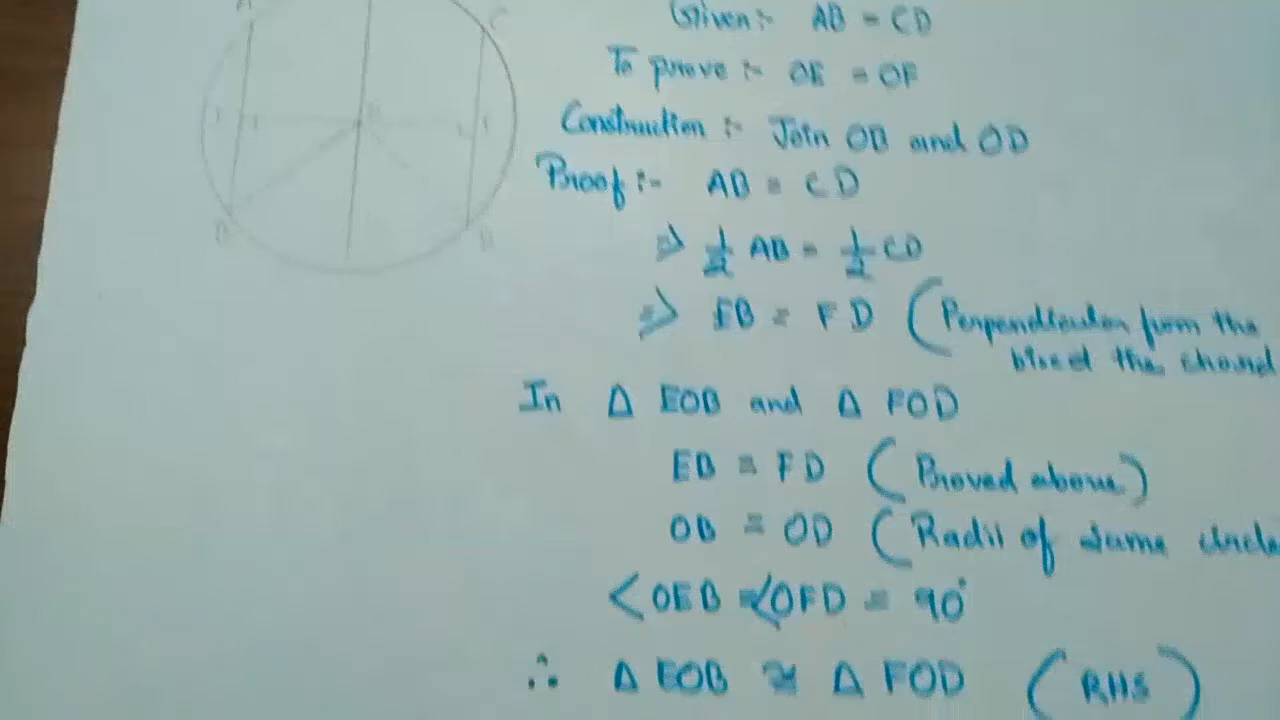 A
C
Given :- AB = CD
To prove :- OE = OF
Construction :- Join OB and OD
Proof :- AB = CD
⇒ 1/2 AB = 1/2 CD
⇒ EB = FD (Perpendicular from the
bisect the chord
In Δ EOB and Δ FOD
EB = FD (Proved above)
OB = OD (Radii of same circle
<OEB = <OFD = 90°
∴ Δ EOB ≅ Δ FOD (RHS)